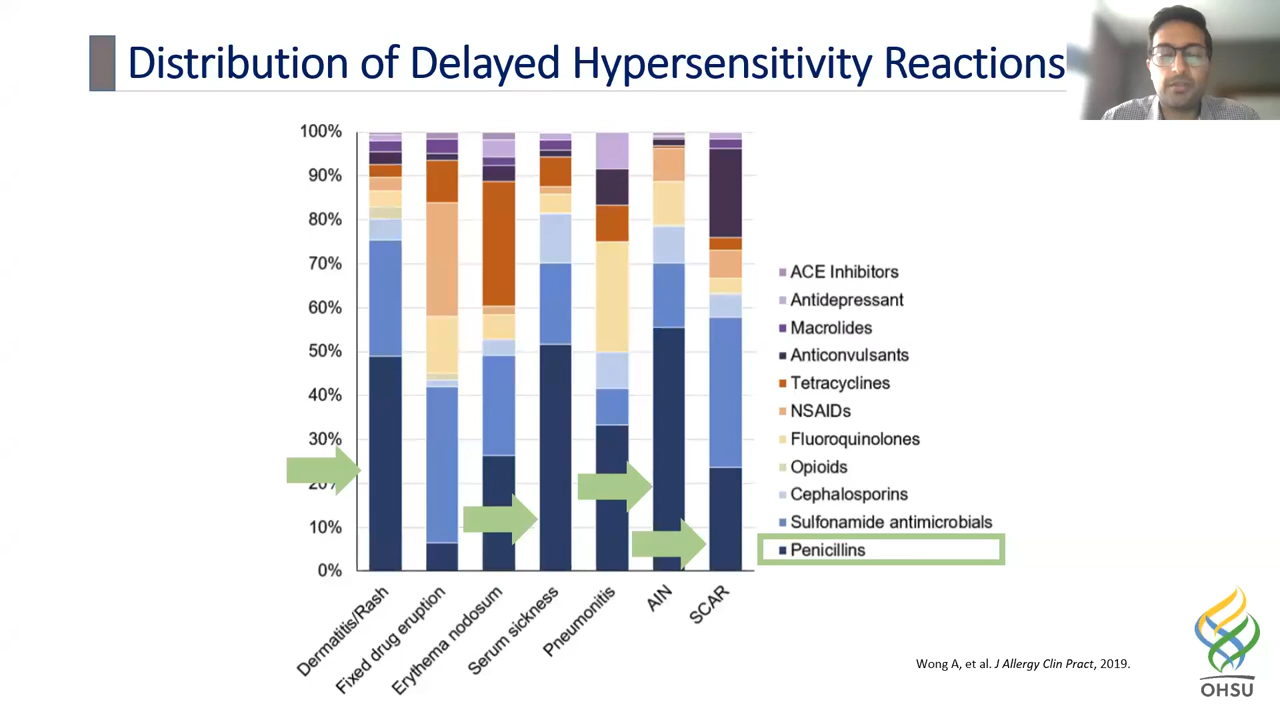 Distribution of Delayed Hypersensitivity Reactions
100%
90%
80%
70%
60%
50%
40%
30%
20%
10%
0%
Dermatitis/Rash
Fixed drug eruption
Erythema nodosum
Serum sickness
Pneumonitis
AIN
SCAR
ACE Inhibitors
Antidepressant
Macrolides
Anticonvulsants
Tetracyclines
NSAIDs
Fluoroquinolones
Opioids
Cephalosporins
Sulfonamide antimicrobials
Penicillins
Wong A, et al. J Allergy Clin Pract, 2019.
OHSU